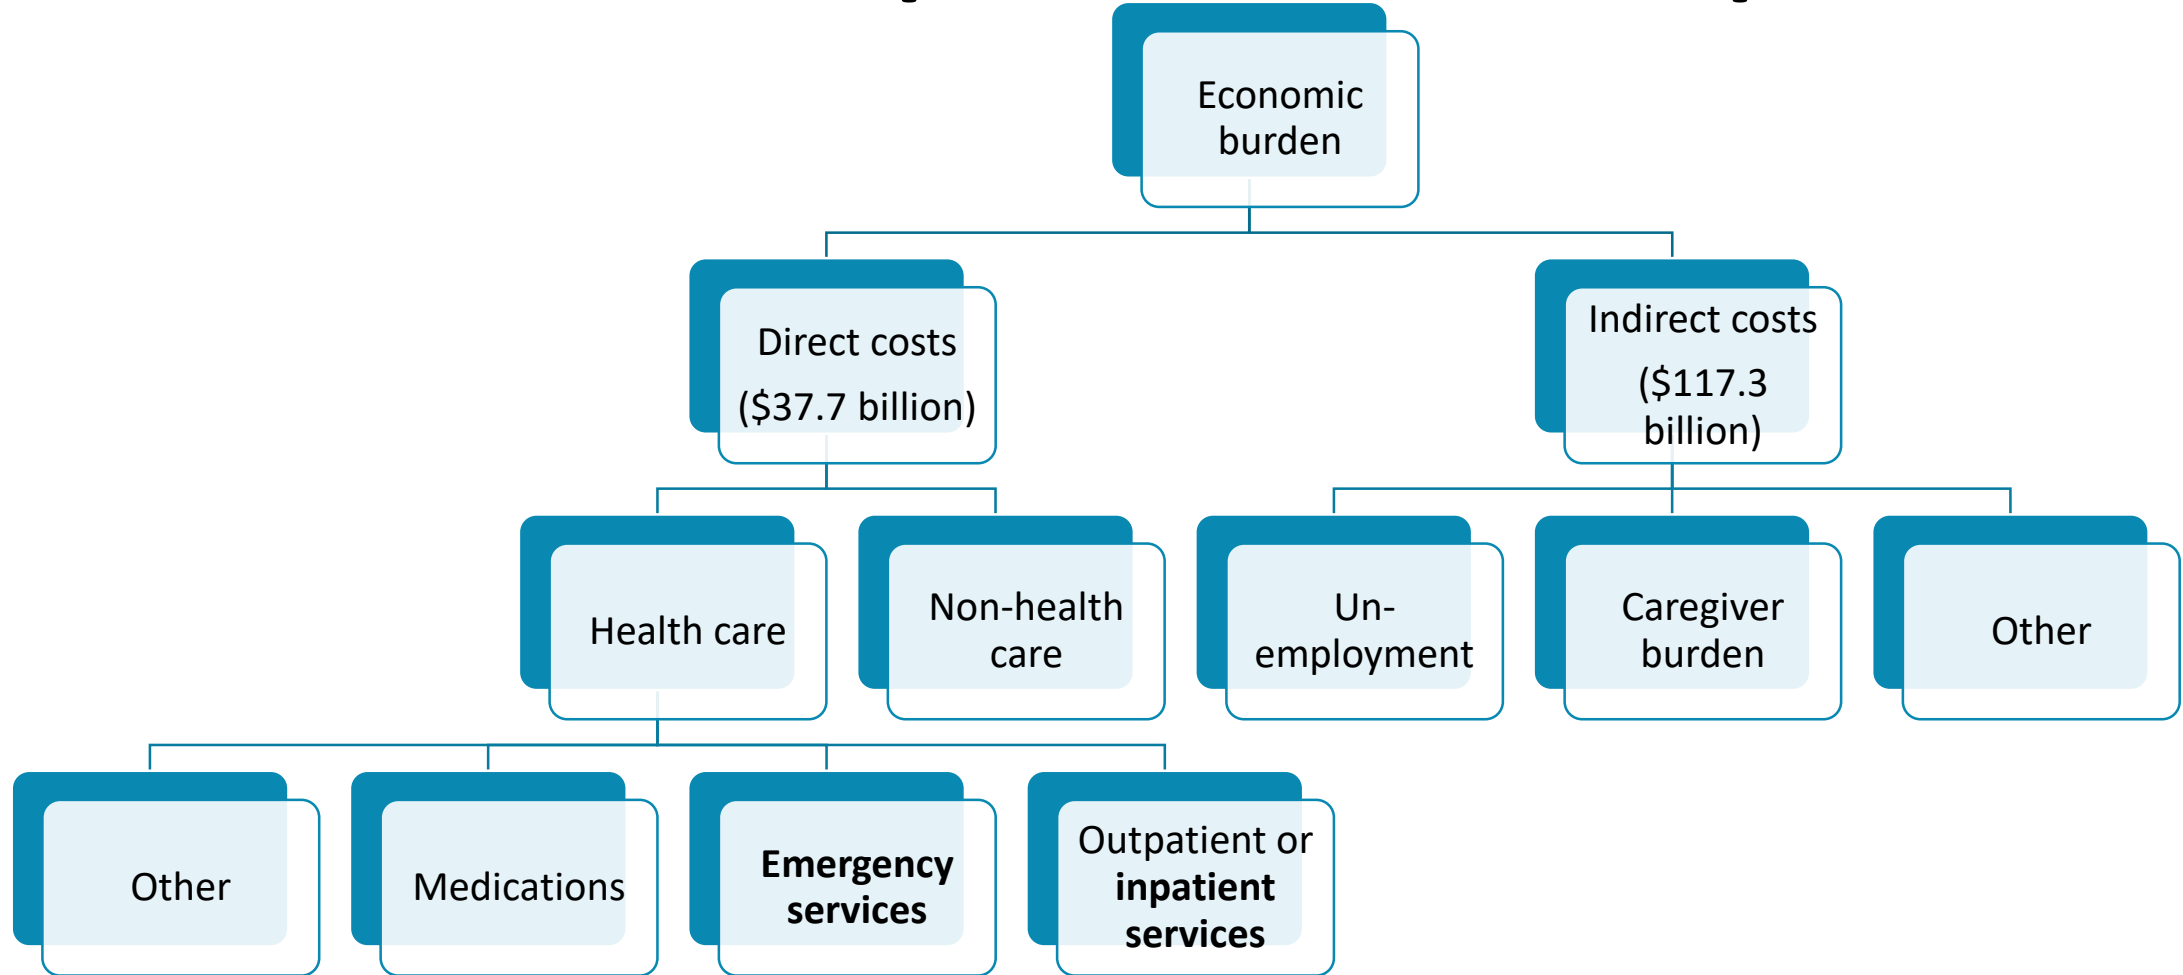 Economic
burden
Direct costs
($37.7 billion)
Indirect costs
($117.3
billion)
Health care
Non-health
care
Un-
employment
Caregiver
burden
Other
Other
Medications
Emergency
services
Outpatient or
inpatient
services